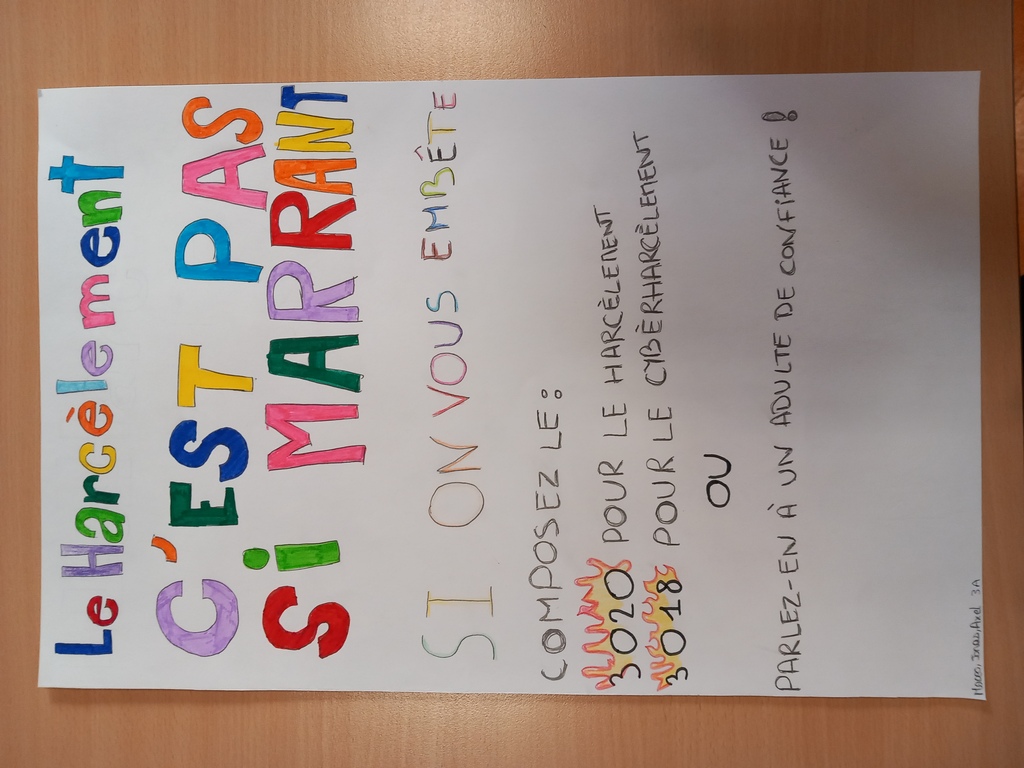 Le Harcèlement
C'EST PAS
Si MARRANT
SI ON VOUS EMBÊTE
COMPOSEZ LE :
3020 POUR LE HARCÈLEMENT
3018 POUR LE CYBÈRHARCÈLEMENT
OU
PARLEZ-EN À UN ADULTE DE CONFiANCE !
Jonas, Axel 3A